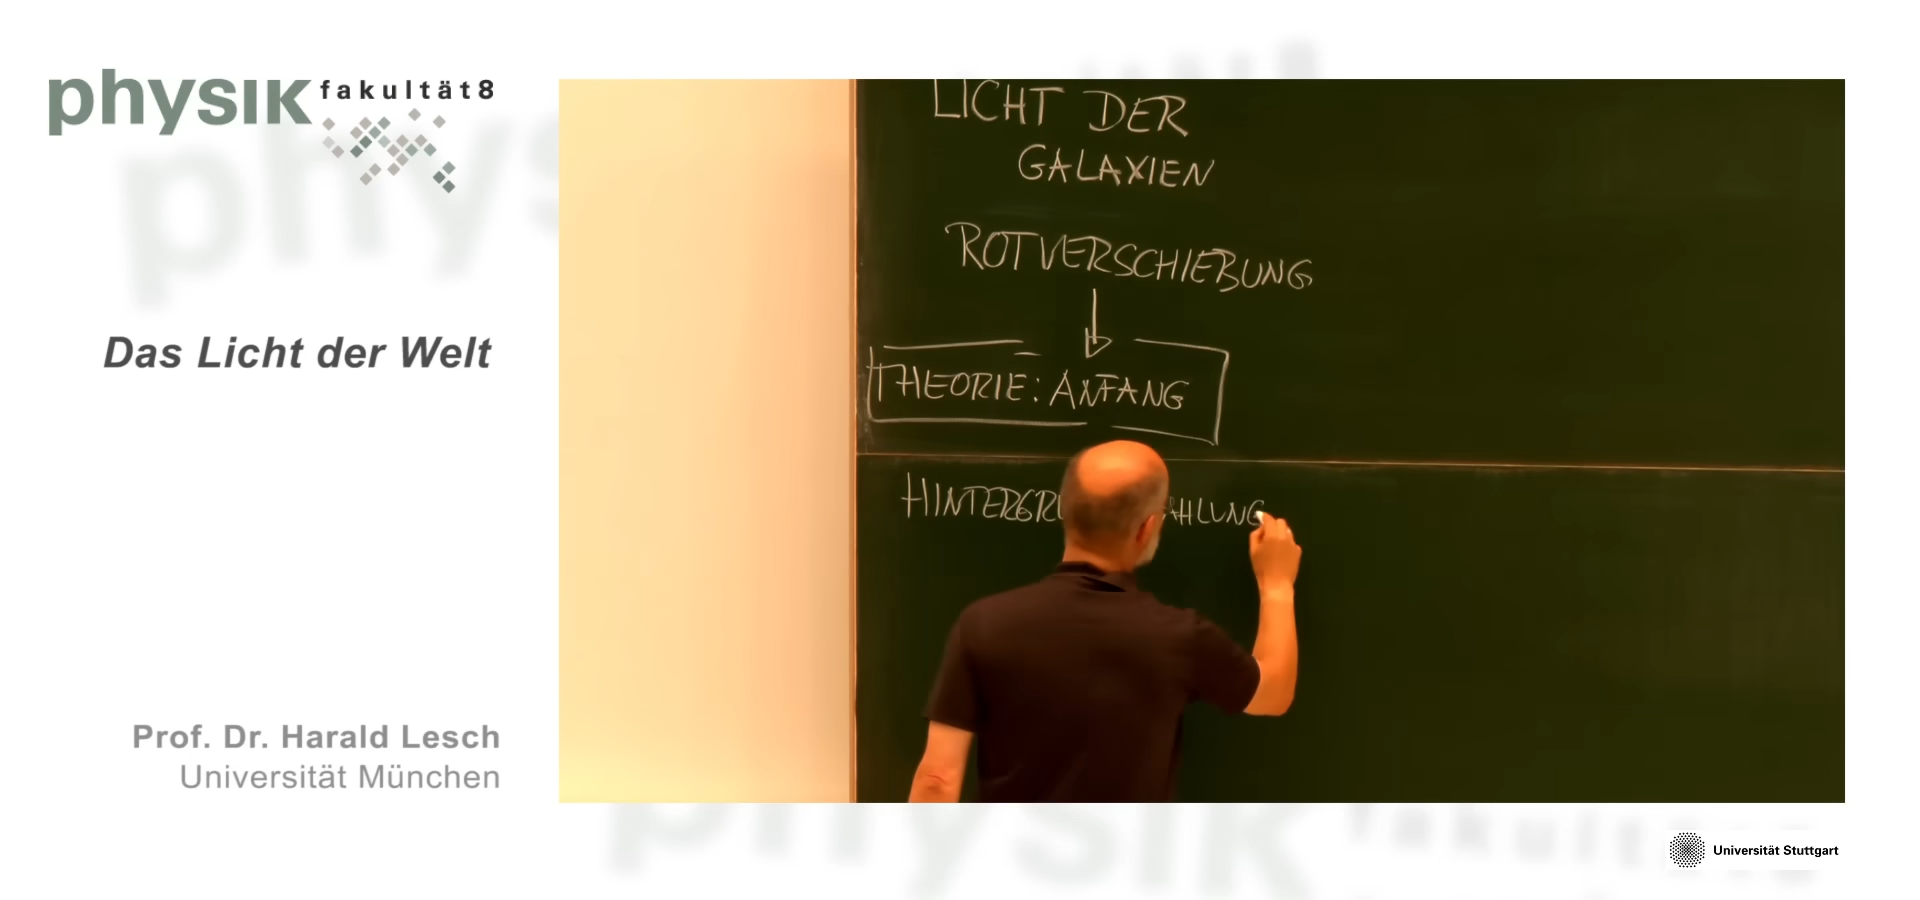 physik fakultät8
Das Licht der Welt
Prof. Dr. Harald Lesch
Universität München
LICHT DER
GALAXIEN
ROTVERSCHIEBUNG
THEORIE: ANFANG
Universität Stuttgart